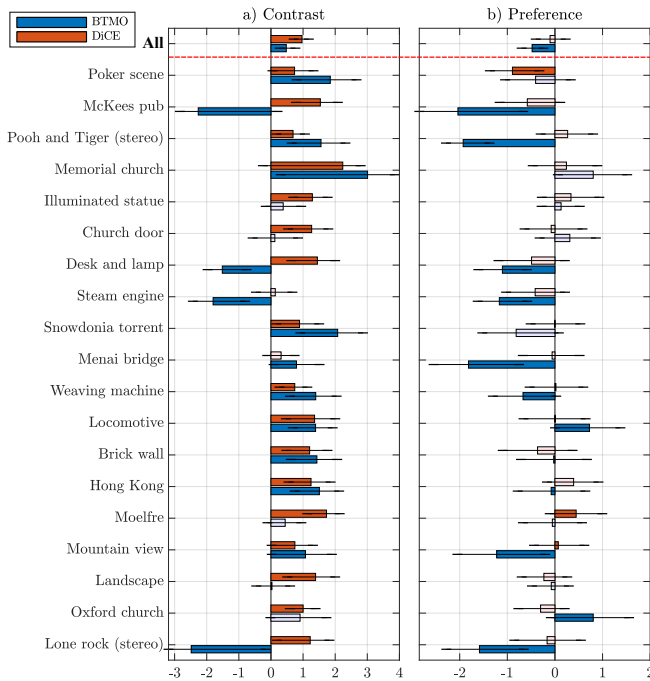 BTMO
DiCE
a) Contrast
b) Preference
All
Poker scene
McKees pub
Pooh and Tiger (stereo)
Memorial church
Illuminated statue
Church door
Desk and lamp
Steam engine
Snowdonia torrent
Menai bridge
Weaving machine
Locomotive
Brick wall
Hong Kong
Moelfre
Mountain view
Landscape
Oxford church
Lone rock (stereo)
-3 -2 -1 0 1 2 3 4
-2 -1 0 1 2